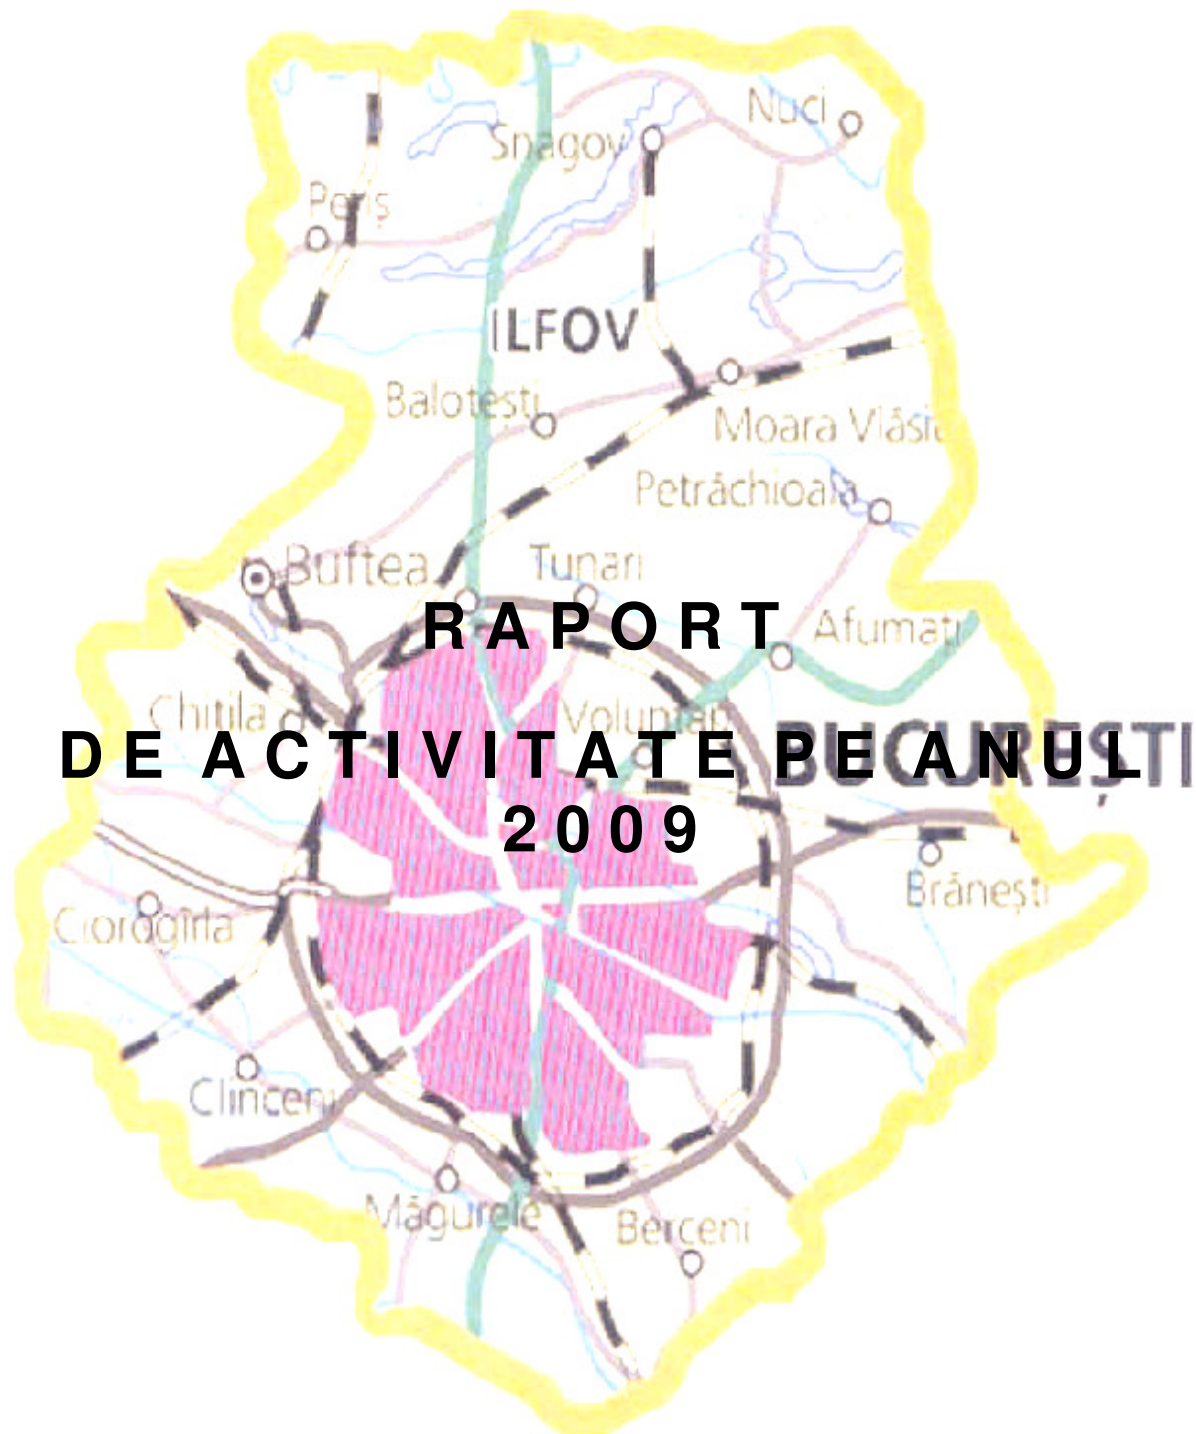 Nuci
Snagov
Periș
ILFOV
Balotești
Moara Vlăsi
Petrăchioaia
Buftea
Tunari
RAPORT
Afumați
Chitila
Voluntari
BUCUREȘTI
DE ACTIVITATE PE ANUL
2009
Brănești
Ciorogîrla
Clinceni
Măgurele
Berceni